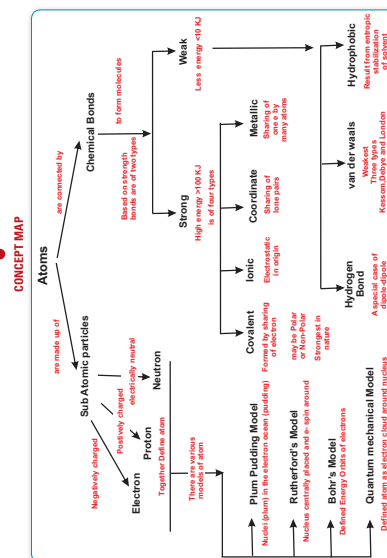 CONCEPT MAP
Atoms
are made up of
are connected by
Sub Atomic particles
Chemical Bonds
Negatively charged
Postively charged
electrically neutral
Electron
Proton
Neutron
Together Define atom
There are various
models of atom
Plum Pudding Model
Nuclei (plum) in the electron ocean (pudding)
Rutherford's Model
Nucleus centrally placed and e- spin around
Bohr's Model
Defined Energy Orbits of electrons
Quantum mechanical Model
Defined atom as electron cloud around nucleus
to form molecules
Based on strength
bonds are of two types
Strong
High energy >100 KJ
is of four types
Weak
Less energy <10 KJ
Covalent
Formed by sharing
of electron
may be Polar
or Non-Polar
Strongest in
nature
Ionic
Electrostatic
in origin
Coordinate
Sharing of
lone pairs
Metallic
Sharing of
one e by
many atoms
Hydrogen
Bond
A special case of
dipole-dipole
van der waals
Weakest
Three types
Kessom,Debye and London
Hydrophobic
Result from entropic
stabilization
of solvent